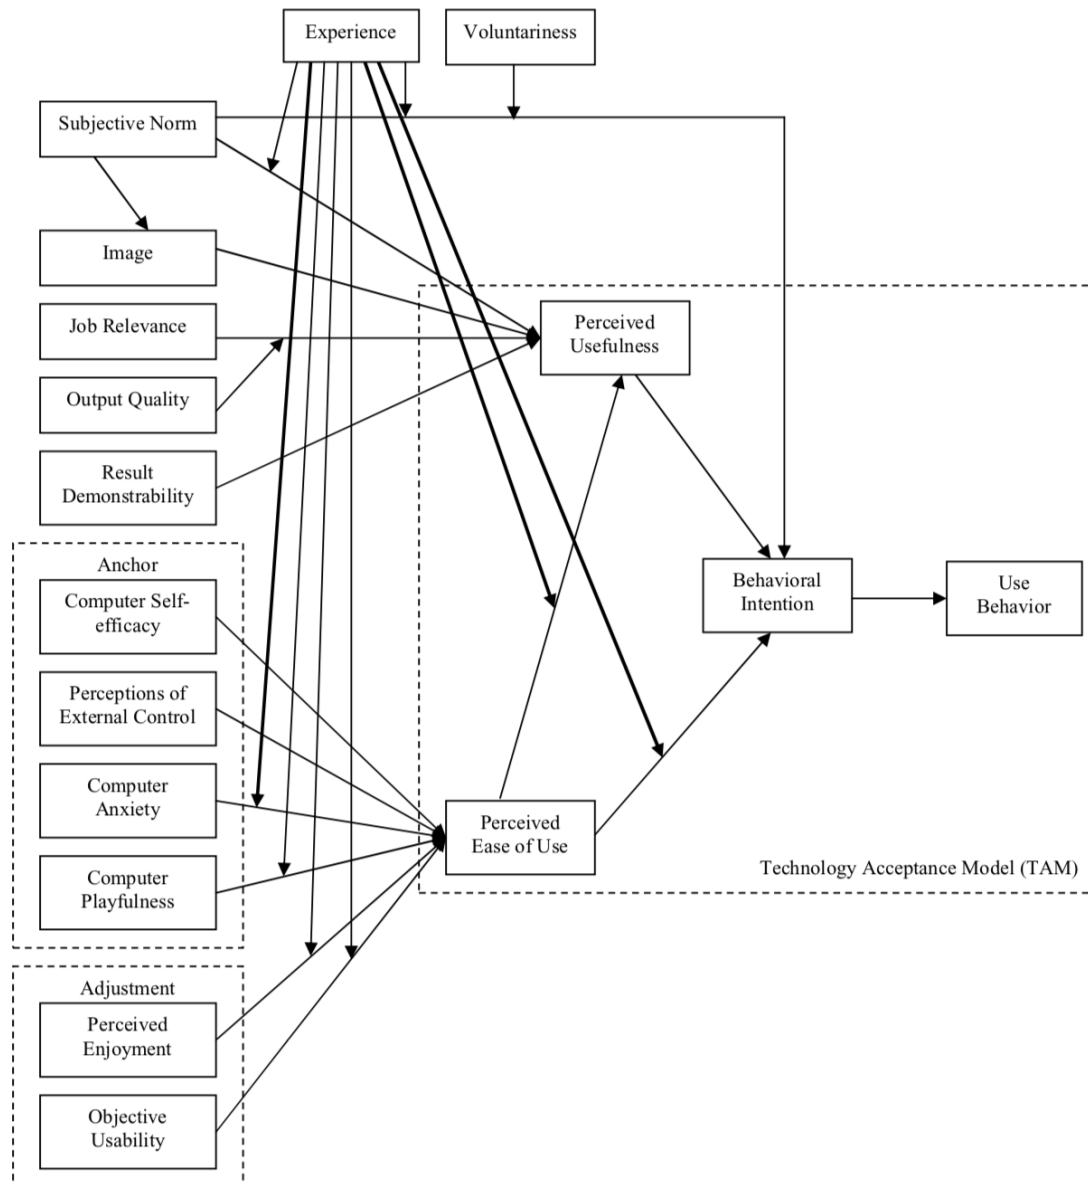 Experience
Voluntariness
Subjective Norm
Image
Job Relevance
Output Quality
Result
Demonstrability
Perceived
Usefulness
Anchor
Computer Self-
efficacy
Perceptions of
External Control
Computer
Anxiety
Computer
Playfulness
Behavioral
Intention
Use
Behavior
Perceived
Ease of Use
Technology Acceptance Model (TAM)
Adjustment
Perceived
Enjoyment
Objective
Usability